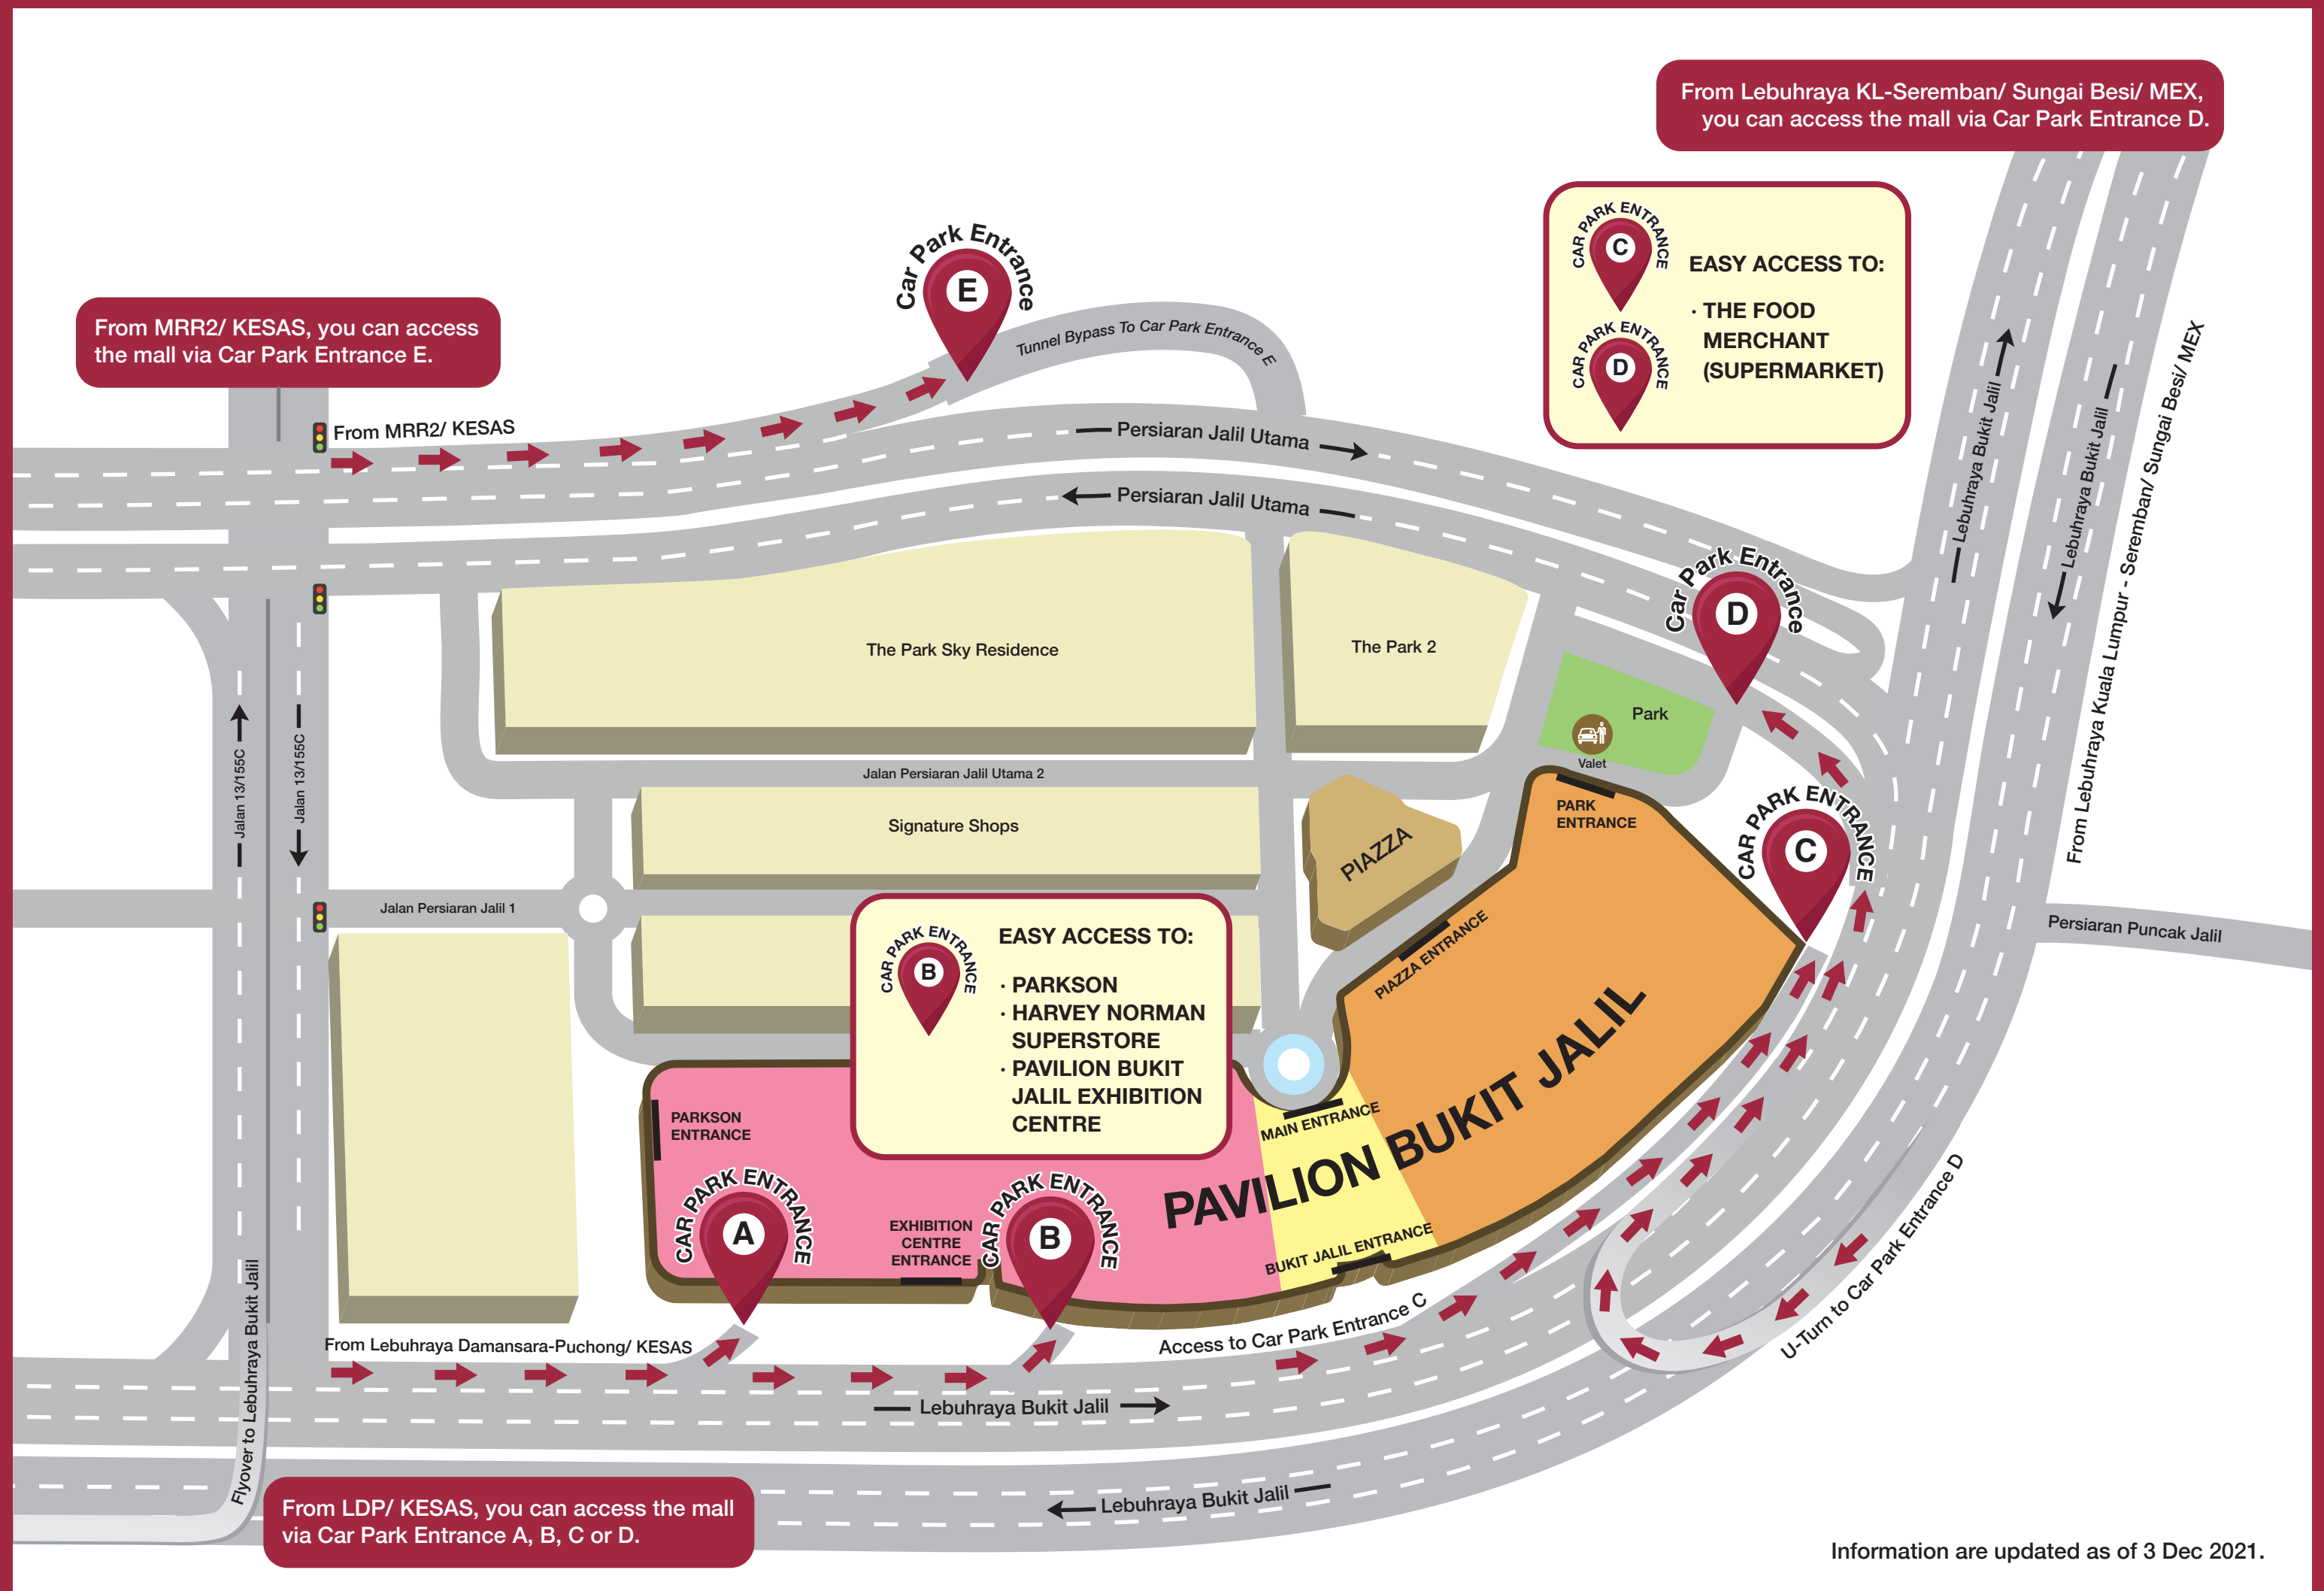 From Lebuhraya KL-Seremban/ Sungai Besi/ MEX,
you can access the mall via Car Park Entrance D.
CAR PARK ENTRANCE
C
CAR PARK ENTRANCE
D
EASY ACCESS TO:
· THE FOOD
MERCHANT
(SUPERMARKET)
Car Park Entrance
E
Tunnel Bypass To Car Park Entrance E
From MRR2/ KESAS, you can access
the mall via Car Park Entrance E.
From MRR2/ KESAS
Persiaran Jalil Utama
Persiaran Jalil Utama
Lebuhraya Bukit Jalil
Lebuhraya Bukit Jalil
From Lebuhraya Kuala Lumpur - Seremban/ Sungai Besi/ MEX
Car Park Entrance
D
The Park Sky Residence
The Park 2
Park
Valet
Jalan 13/155C
Jalan 13/155C
Jalan Persiaran Jalil Utama 2
PARK
ENTRANCE
Signature Shops
PIAZZA
CAR PARK ENTRANCE
C
Jalan Persiaran Jalil 1
PIAZZA ENTRANCE
Persiaran Puncak Jalil
CAR PARK ENTRANCE
B
EASY ACCESS TO:
· PARKSON
· HARVEY NORMAN
SUPERSTORE
· PAVILION BUKIT
JALIL EXHIBITION
CENTRE
PARKSON
ENTRANCE
MAIN ENTRANCE
PAVILION BUKIT JALIL
CAR PARK ENTRANCE
A
EXHIBITION
CENTRE
ENTRANCE
CAR PARK ENTRANCE
B
BUKIT JALIL ENTRANCE
U-Turn to Car Park Entrance D
Access to Car Park Entrance C
From Lebuhraya Damansara-Puchong/ KESAS
Flyover to Lebuhraya Bukit Jalil
Lebuhraya Bukit Jalil
Lebuhraya Bukit Jalil
From LDP/ KESAS, you can access the mall
via Car Park Entrance A, B, C or D.
Information are updated as of 3 Dec 2021.